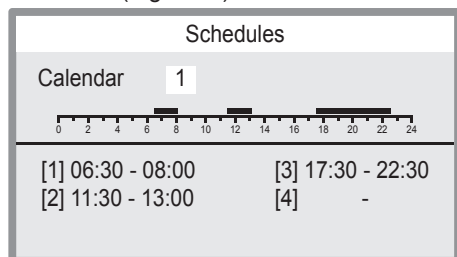 Schedules
Calendar 1
0 2 4 6 8 10 12 14 16 18 20 22 24
[1] 06:30 - 08:00 [3] 17:30 - 22:30
[2] 11:30 - 13:00 [4] -